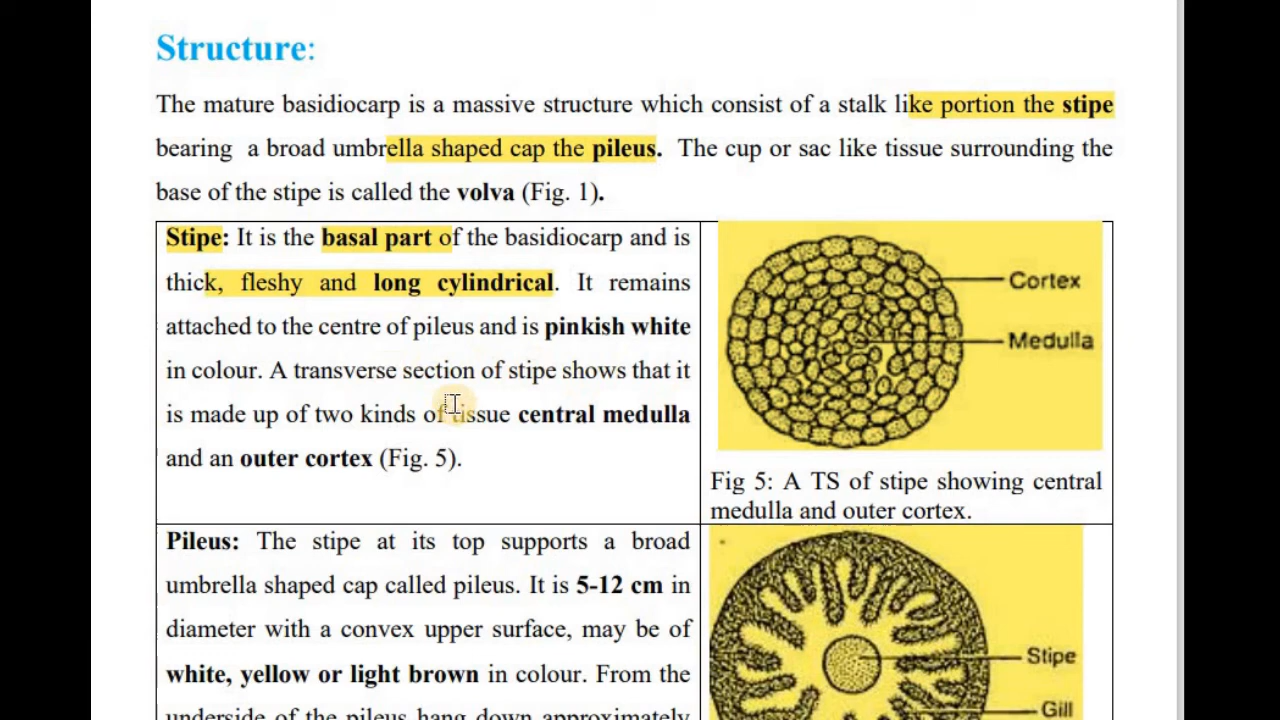 Structure:
The mature basidiocarp is a massive structure which consist of a stalk like portion the stipe
bearing a broad umbrella shaped cap the pileus. The cup or sac like tissue surrounding the
base of the stipe is called the volva (Fig. 1).
Stipe: It is the basal part of the basidiocarp and is
thick, fleshy and long cylindrical. It remains
attached to the centre of pileus and is pinkish white
in colour. A transverse section of stipe shows that it
is made up of two kinds of tissue central medulla
and an outer cortex (Fig. 5).
Cortex
Medulla
Fig 5: A TS of stipe showing central
medulla and outer cortex.
Pileus: The stipe at its top supports a broad
umbrella shaped cap called pileus. It is 5-12 cm in
diameter with a convex upper surface, may be of
white, yellow or light brown in colour. From the
underside of the pileus hang down approximately
Stipe
Gill